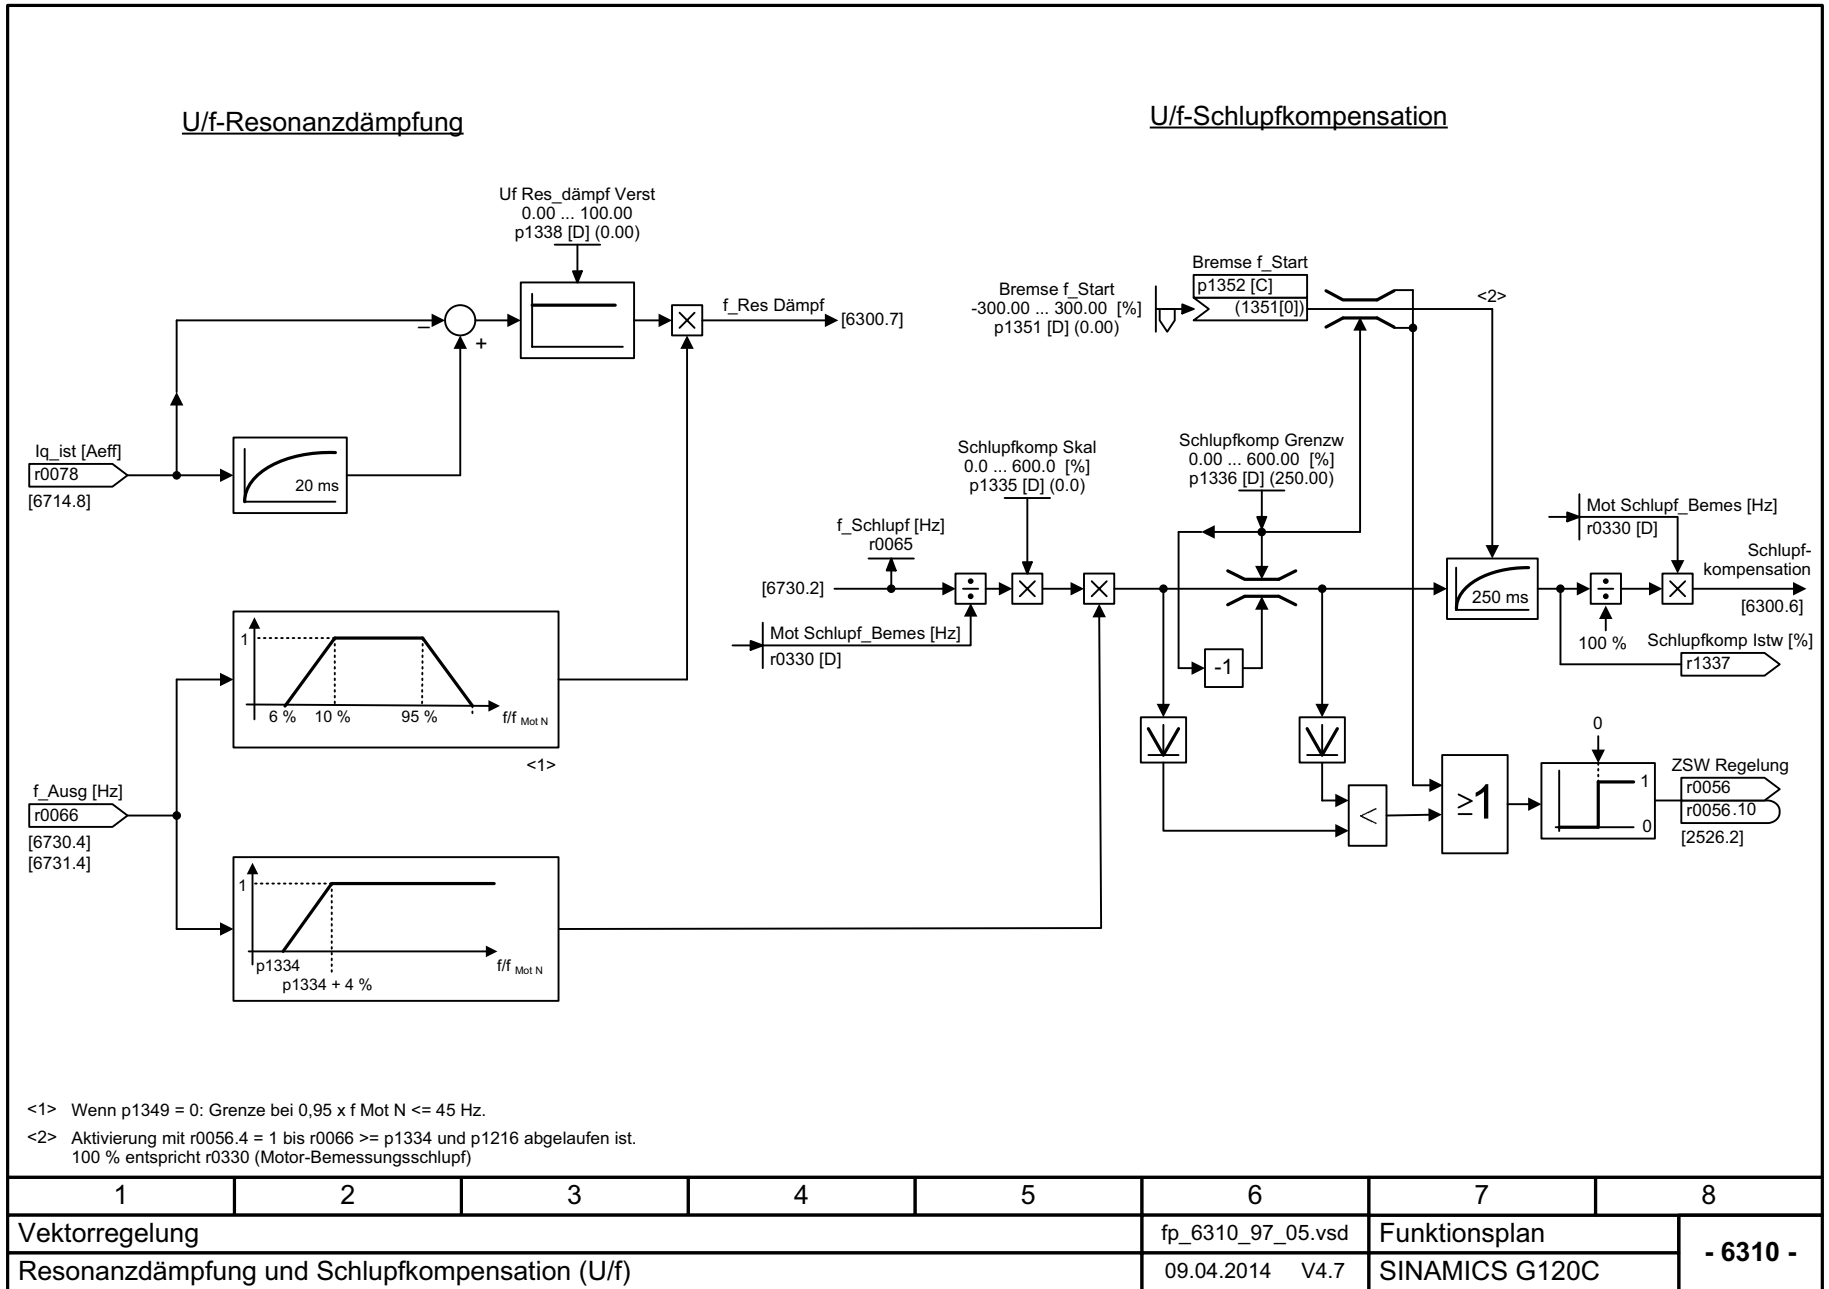 U/f-Resonanzdämpfung
U/f-Schlupfkompensation
Uf Res_dämpf Verst
0.00 ... 100.00
p1338 [D] (0.00)
f_Res Dämpf
[6300.7]
–
+
Iq_ist [Aeff]
r0078
[6714.8]
20 ms
Bremse f_Start
-300.00 ... 300.00 [%]
p1351 [D] (0.00)
Bremse f_Start
p1352 [C]
(1351[0])
<2>
Schlupfkomp Skal
0.0 ... 600.0 [%]
p1335 [D] (0.0)
Schlupfkomp Grenzw
0.00 ... 600.00 [%]
p1336 [D] (250.00)
f_Schlupf [Hz]
r0065
[6730.2]
÷
Mot Schlupf_Bemes [Hz]
r0330 [D]
-1
250 ms
÷
100 %
Mot Schlupf_Bemes [Hz]
r0330 [D]
Schlupf-
kompensation
[6300.6]
Schlupfkomp Istw [%]
r1337
1
6 %
10 %
95 %
f/f Mot N
<1>
f_Ausg [Hz]
r0066
[6730.4]
[6731.4]
1
p1334
p1334 + 4 %
f/f Mot N
<
≥1
0
1
0
ZSW Regelung
r0056
r0056.10
[2526.2]
<1> Wenn p1349 = 0: Grenze bei 0,95 x f Mot N <= 45 Hz.
<2> Aktivierung mit r0056.4 = 1 bis r0066 >= p1334 und p1216 abgelaufen ist.
100 % entspricht r0330 (Motor-Bemessungsschlupf)
1 2 3 4 5 6 7 8
Vektorregelung
fp_6310_97_05.vsd
Funktionsplan
- 6310 -
Resonanzdämpfung und Schlupfkompensation (U/f)
09.04.2014 V4.7
SINAMICS G120C